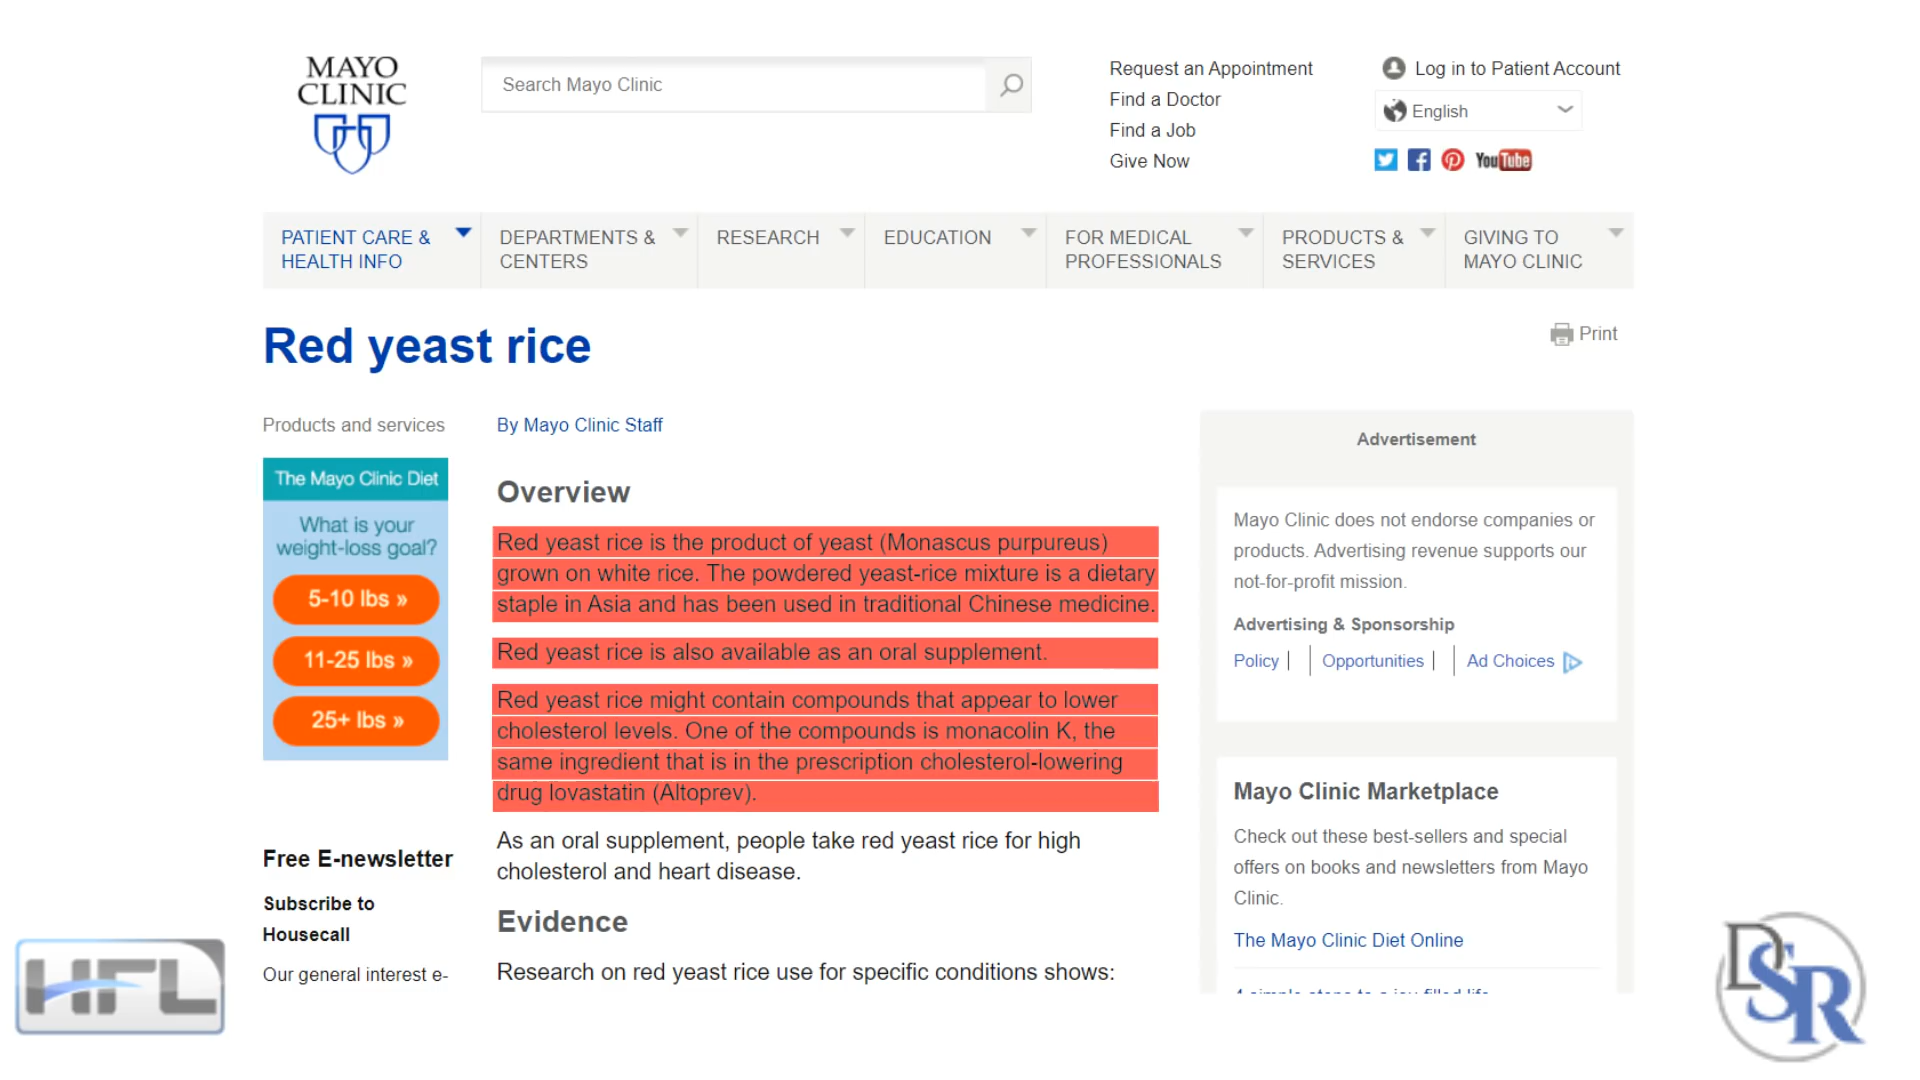 MAYO
CLINIC
Search Mayo Clinic
Request an Appointment
Find a Doctor
Find a Job
Give Now
Log in to Patient Account
English
YouTube
PATIENT CARE &
HEALTH INFO
DEPARTMENTS &
CENTERS
RESEARCH
EDUCATION
FOR MEDICAL
PROFESSIONALS
PRODUCTS &
SERVICES
GIVING TO
MAYO CLINIC
Red yeast rice
Print
Products and services
The Mayo Clinic Diet
What is your
weight-loss goal?
5-10 lbs »
11-25 lbs »
25+ lbs »
Free E-newsletter
Subscribe to
Housecall
Our general interest e-
By Mayo Clinic Staff
Overview
Red yeast rice is the product of yeast (Monascus purpureus)
grown on white rice. The powdered yeast-rice mixture is a dietary
staple in Asia and has been used in traditional Chinese medicine.
Red yeast rice is also available as an oral supplement.
Red yeast rice might contain compounds that appear to lower
cholesterol levels. One of the compounds is monacolin K, the
same ingredient that is in the prescription cholesterol-lowering
drug lovastatin (Altoprev).
As an oral supplement, people take red yeast rice for high
cholesterol and heart disease.
Evidence
Research on red yeast rice use for specific conditions shows:
Advertisement
Mayo Clinic does not endorse companies or
products. Advertising revenue supports our
not-for-profit mission.
Advertising & Sponsorship
Policy | | Opportunities | | Ad Choices
Mayo Clinic Marketplace
Check out these best-sellers and special
offers on books and newsletters from Mayo
Clinic.
The Mayo Clinic Diet Online
4 simple steps to a joy-filled life
HFL
DSR